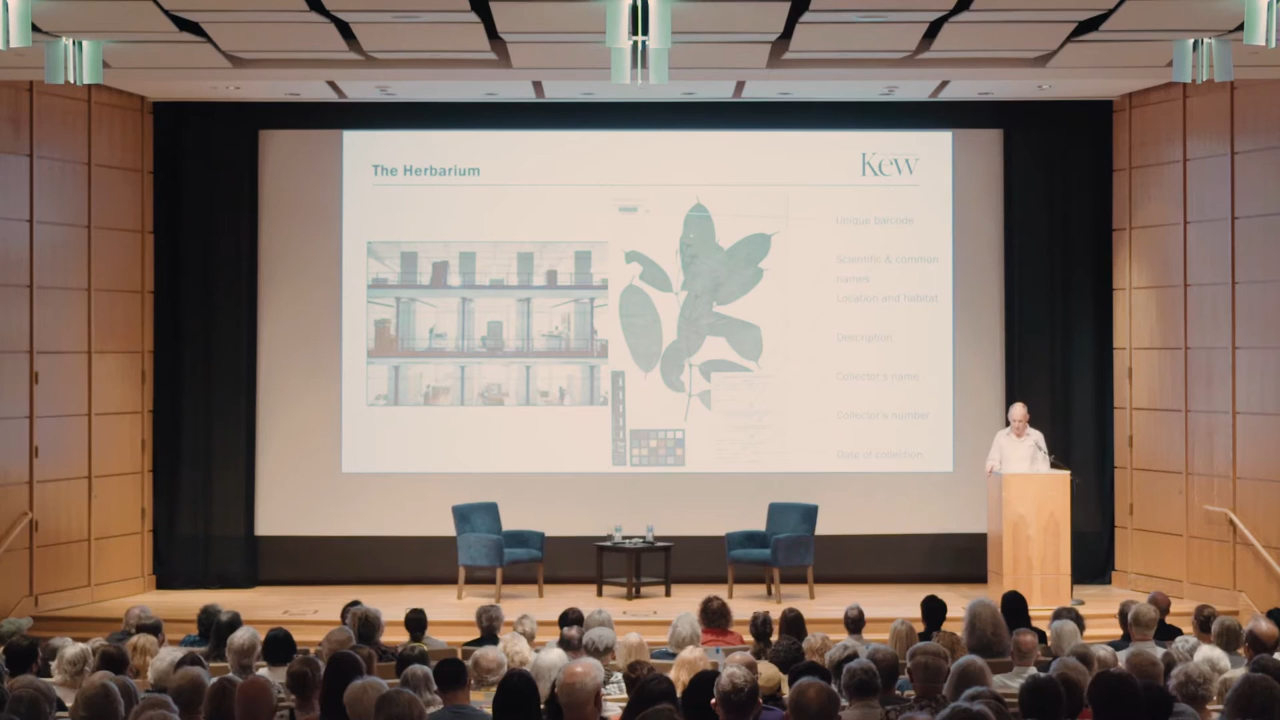 The Herbarium
Kew
Unique barcode
Scientific & common
names
Location and habitat
Description
Collector's name
Collector's number
Date of collection